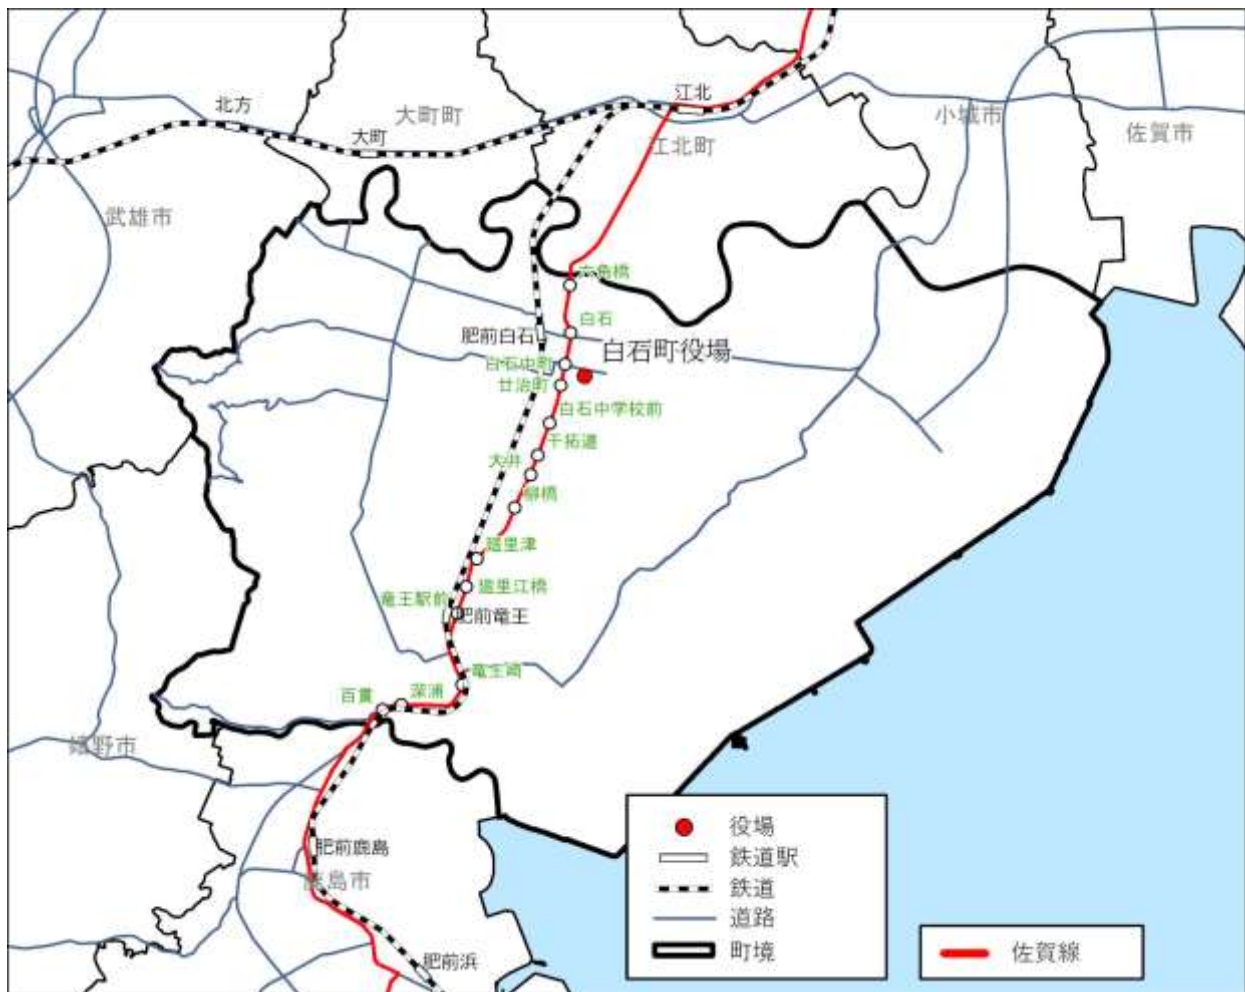 北方
大町町
大町
江北
江北町
小城市
佐賀市
武雄市
六角橋
白石
肥前白石
白石町役場
白石中町
廿治町
白石中学校前
干拓道
大井
柳橋
廻里津
廻里江橋
竜王駅前
肥前竜王
竜王崎
深浦
百貫
嬉野市
肥前鹿島
鹿島市
肥前浜
役場
鉄道駅
鉄道
道路
町境
佐賀線